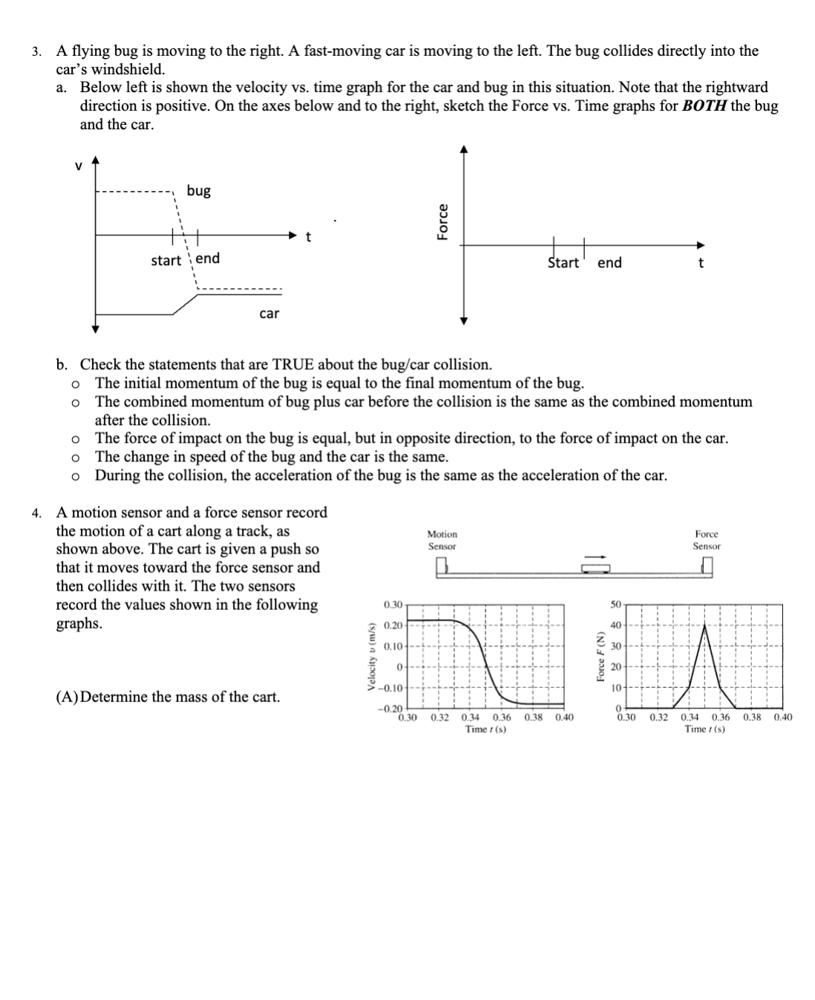 3. A flying bug is moving to the right. A fast-moving car is moving to the left. The bug collides directly into the
car’s windshield.
a. Below left is shown the velocity vs. time graph for the car and bug in this situation. Note that the rightward
direction is positive. On the axes below and to the right, sketch the Force vs. Time graphs for BOTH the bug
and the car.
v
bug
t
start end
car
Force
Start end
t
b. Check the statements that are TRUE about the bug/car collision.
o The initial momentum of the bug is equal to the final momentum of the bug.
o The combined momentum of bug plus car before the collision is the same as the combined momentum
after the collision.
o The force of impact on the bug is equal, but in opposite direction, to the force of impact on the car.
o The change in speed of the bug and the car is the same.
o During the collision, the acceleration of the bug is the same as the acceleration of the car.
4. A motion sensor and a force sensor record
the motion of a cart along a track, as
shown above. The cart is given a push so
that it moves toward the force sensor and
then collides with it. The two sensors
record the values shown in the following
graphs.
(A) Determine the mass of the cart.
Motion
Sensor
Force
Sensor
Velocity v (m/s)
0.30
0.20
0.10
0
−0.10
−0.20
0.30 0.32 0.34 0.36 0.38 0.40
Time t (s)
Force F (N)
50
40
30
20
10
0
0.30 0.32 0.34 0.36 0.38 0.40
Time t (s)